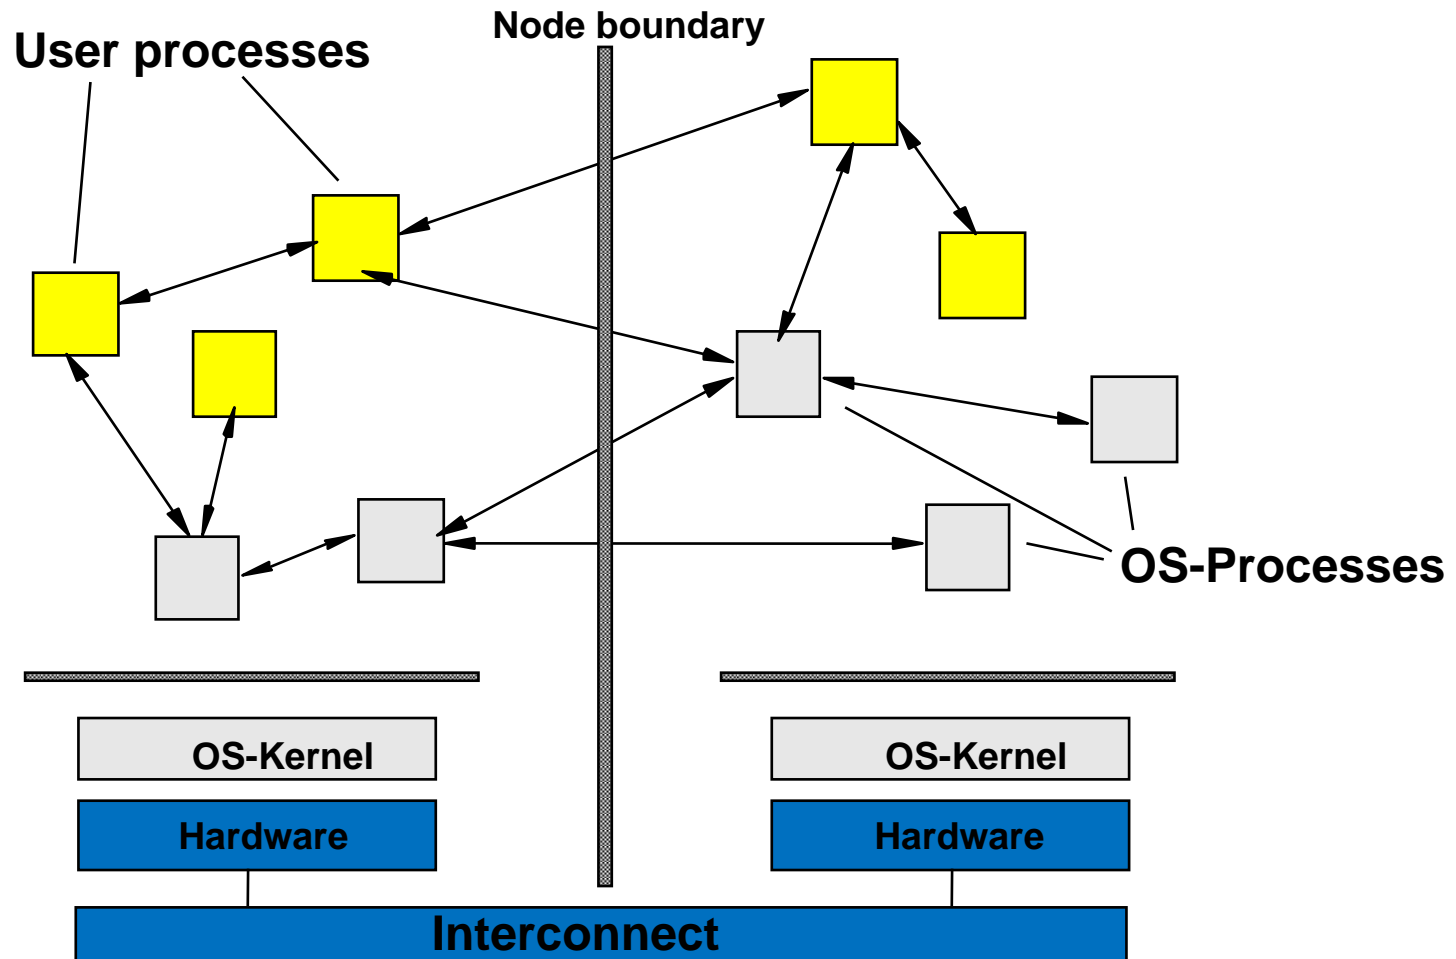 Node boundary
User processes
OS-Processes
OS-Kernel
OS-Kernel
Hardware
Hardware
Interconnect